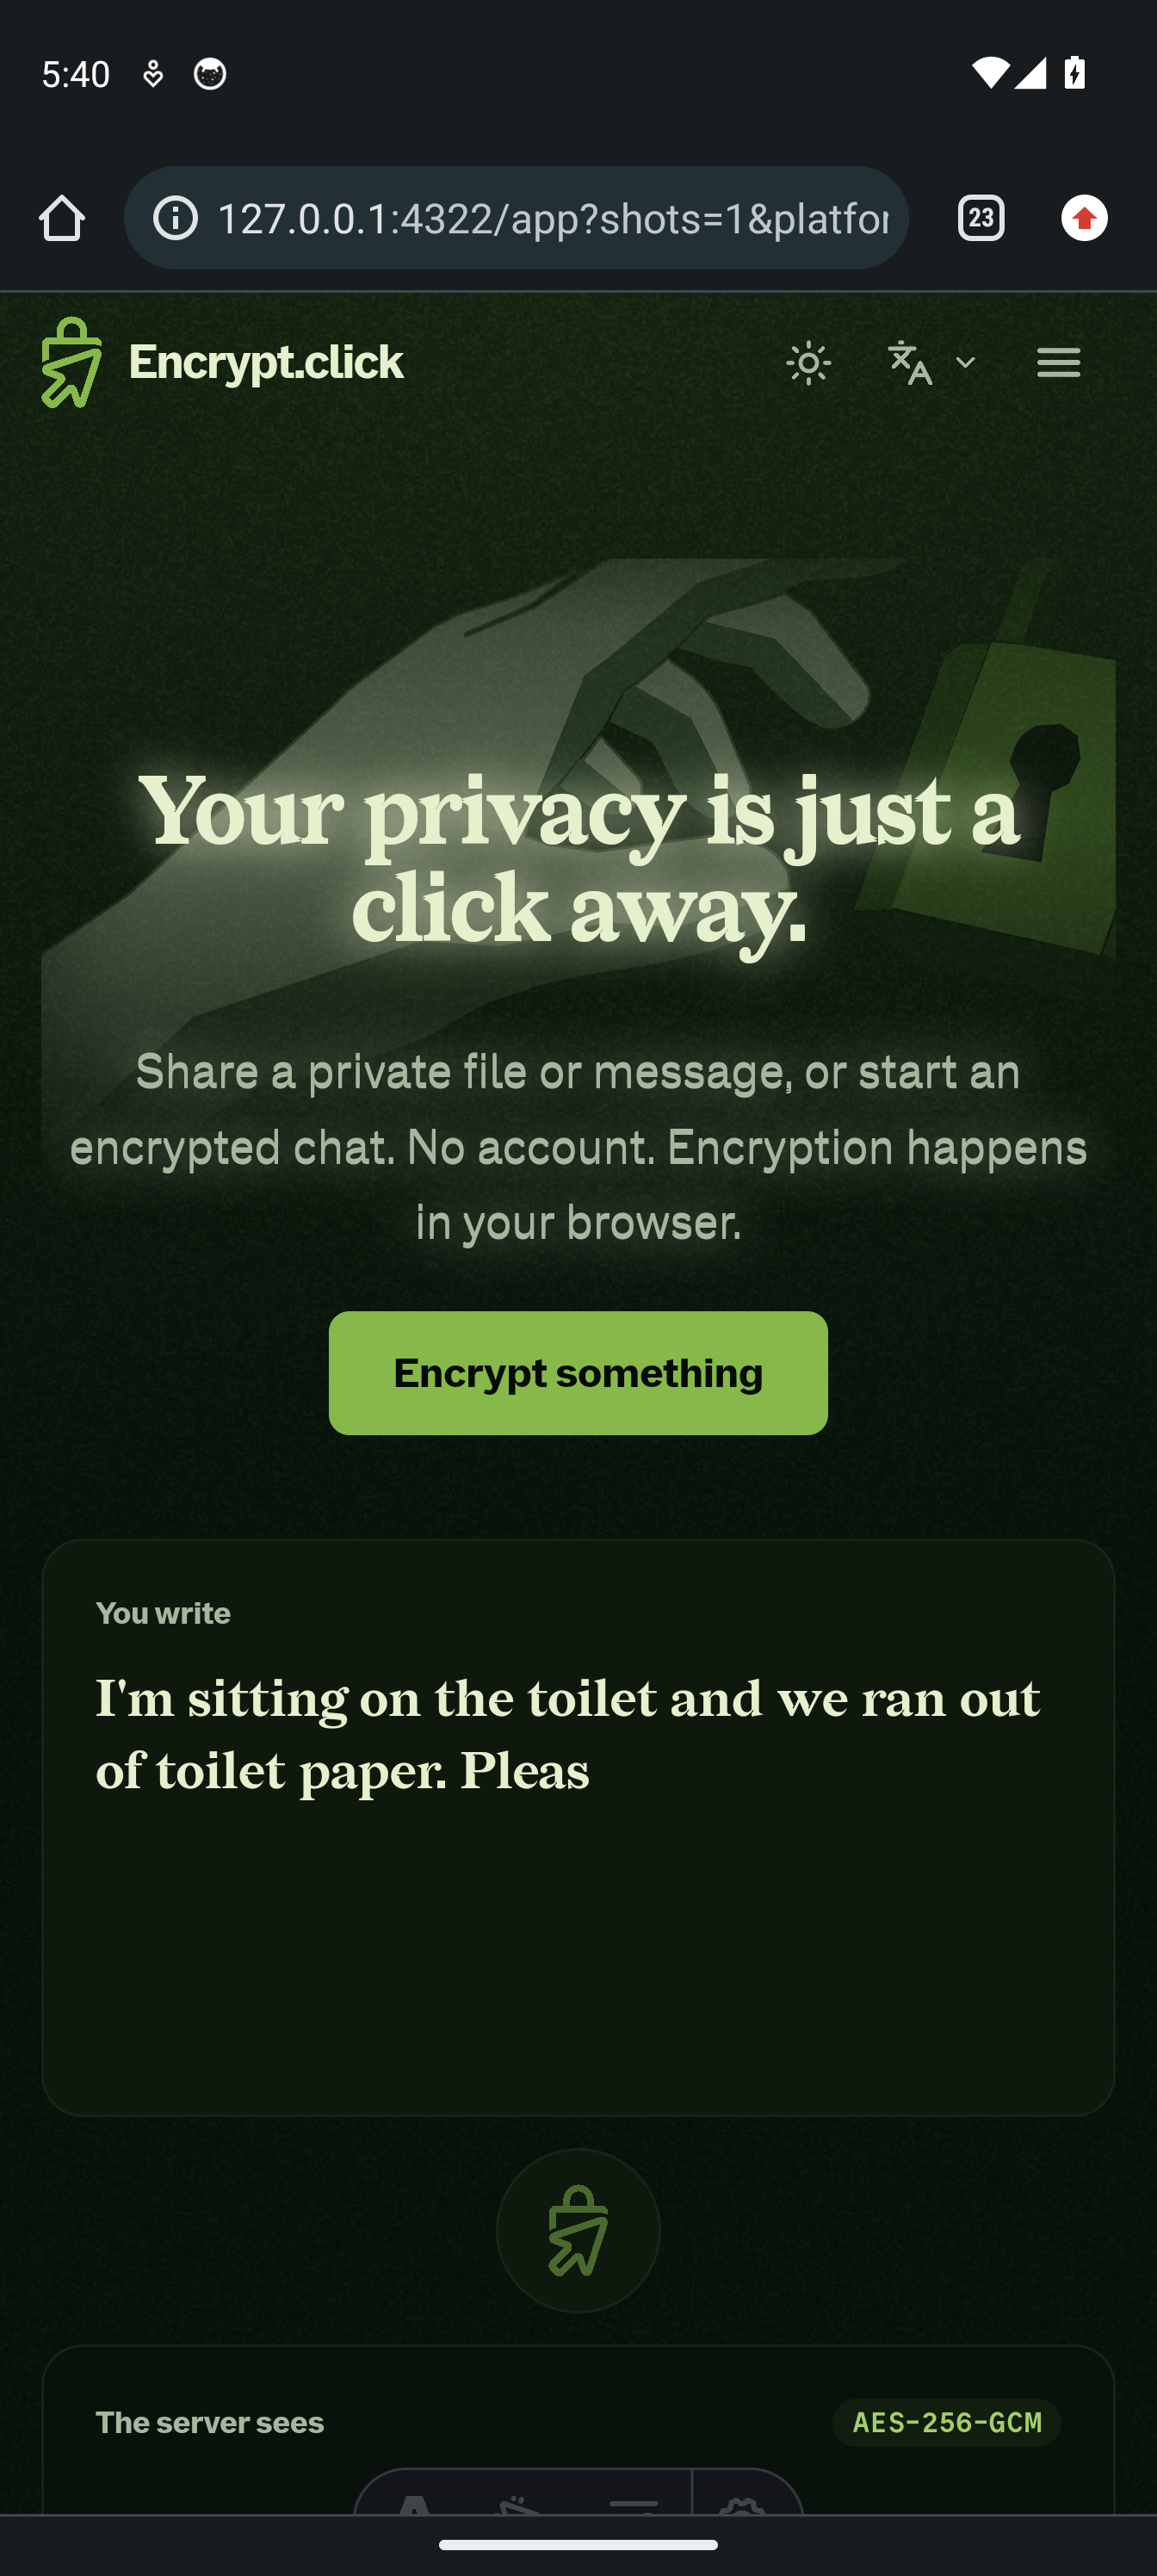 5:40
127.0.0.1:4322/app?shots=1&platfor
23
Encrypt.click
Your privacy is just a
click away.
Share a private file or message, or start an
encrypted chat. No account. Encryption happens
in your browser.
Encrypt something
You write
I'm sitting on the toilet and we ran out
of toilet paper. Pleas
The server sees
AES-256-GCM